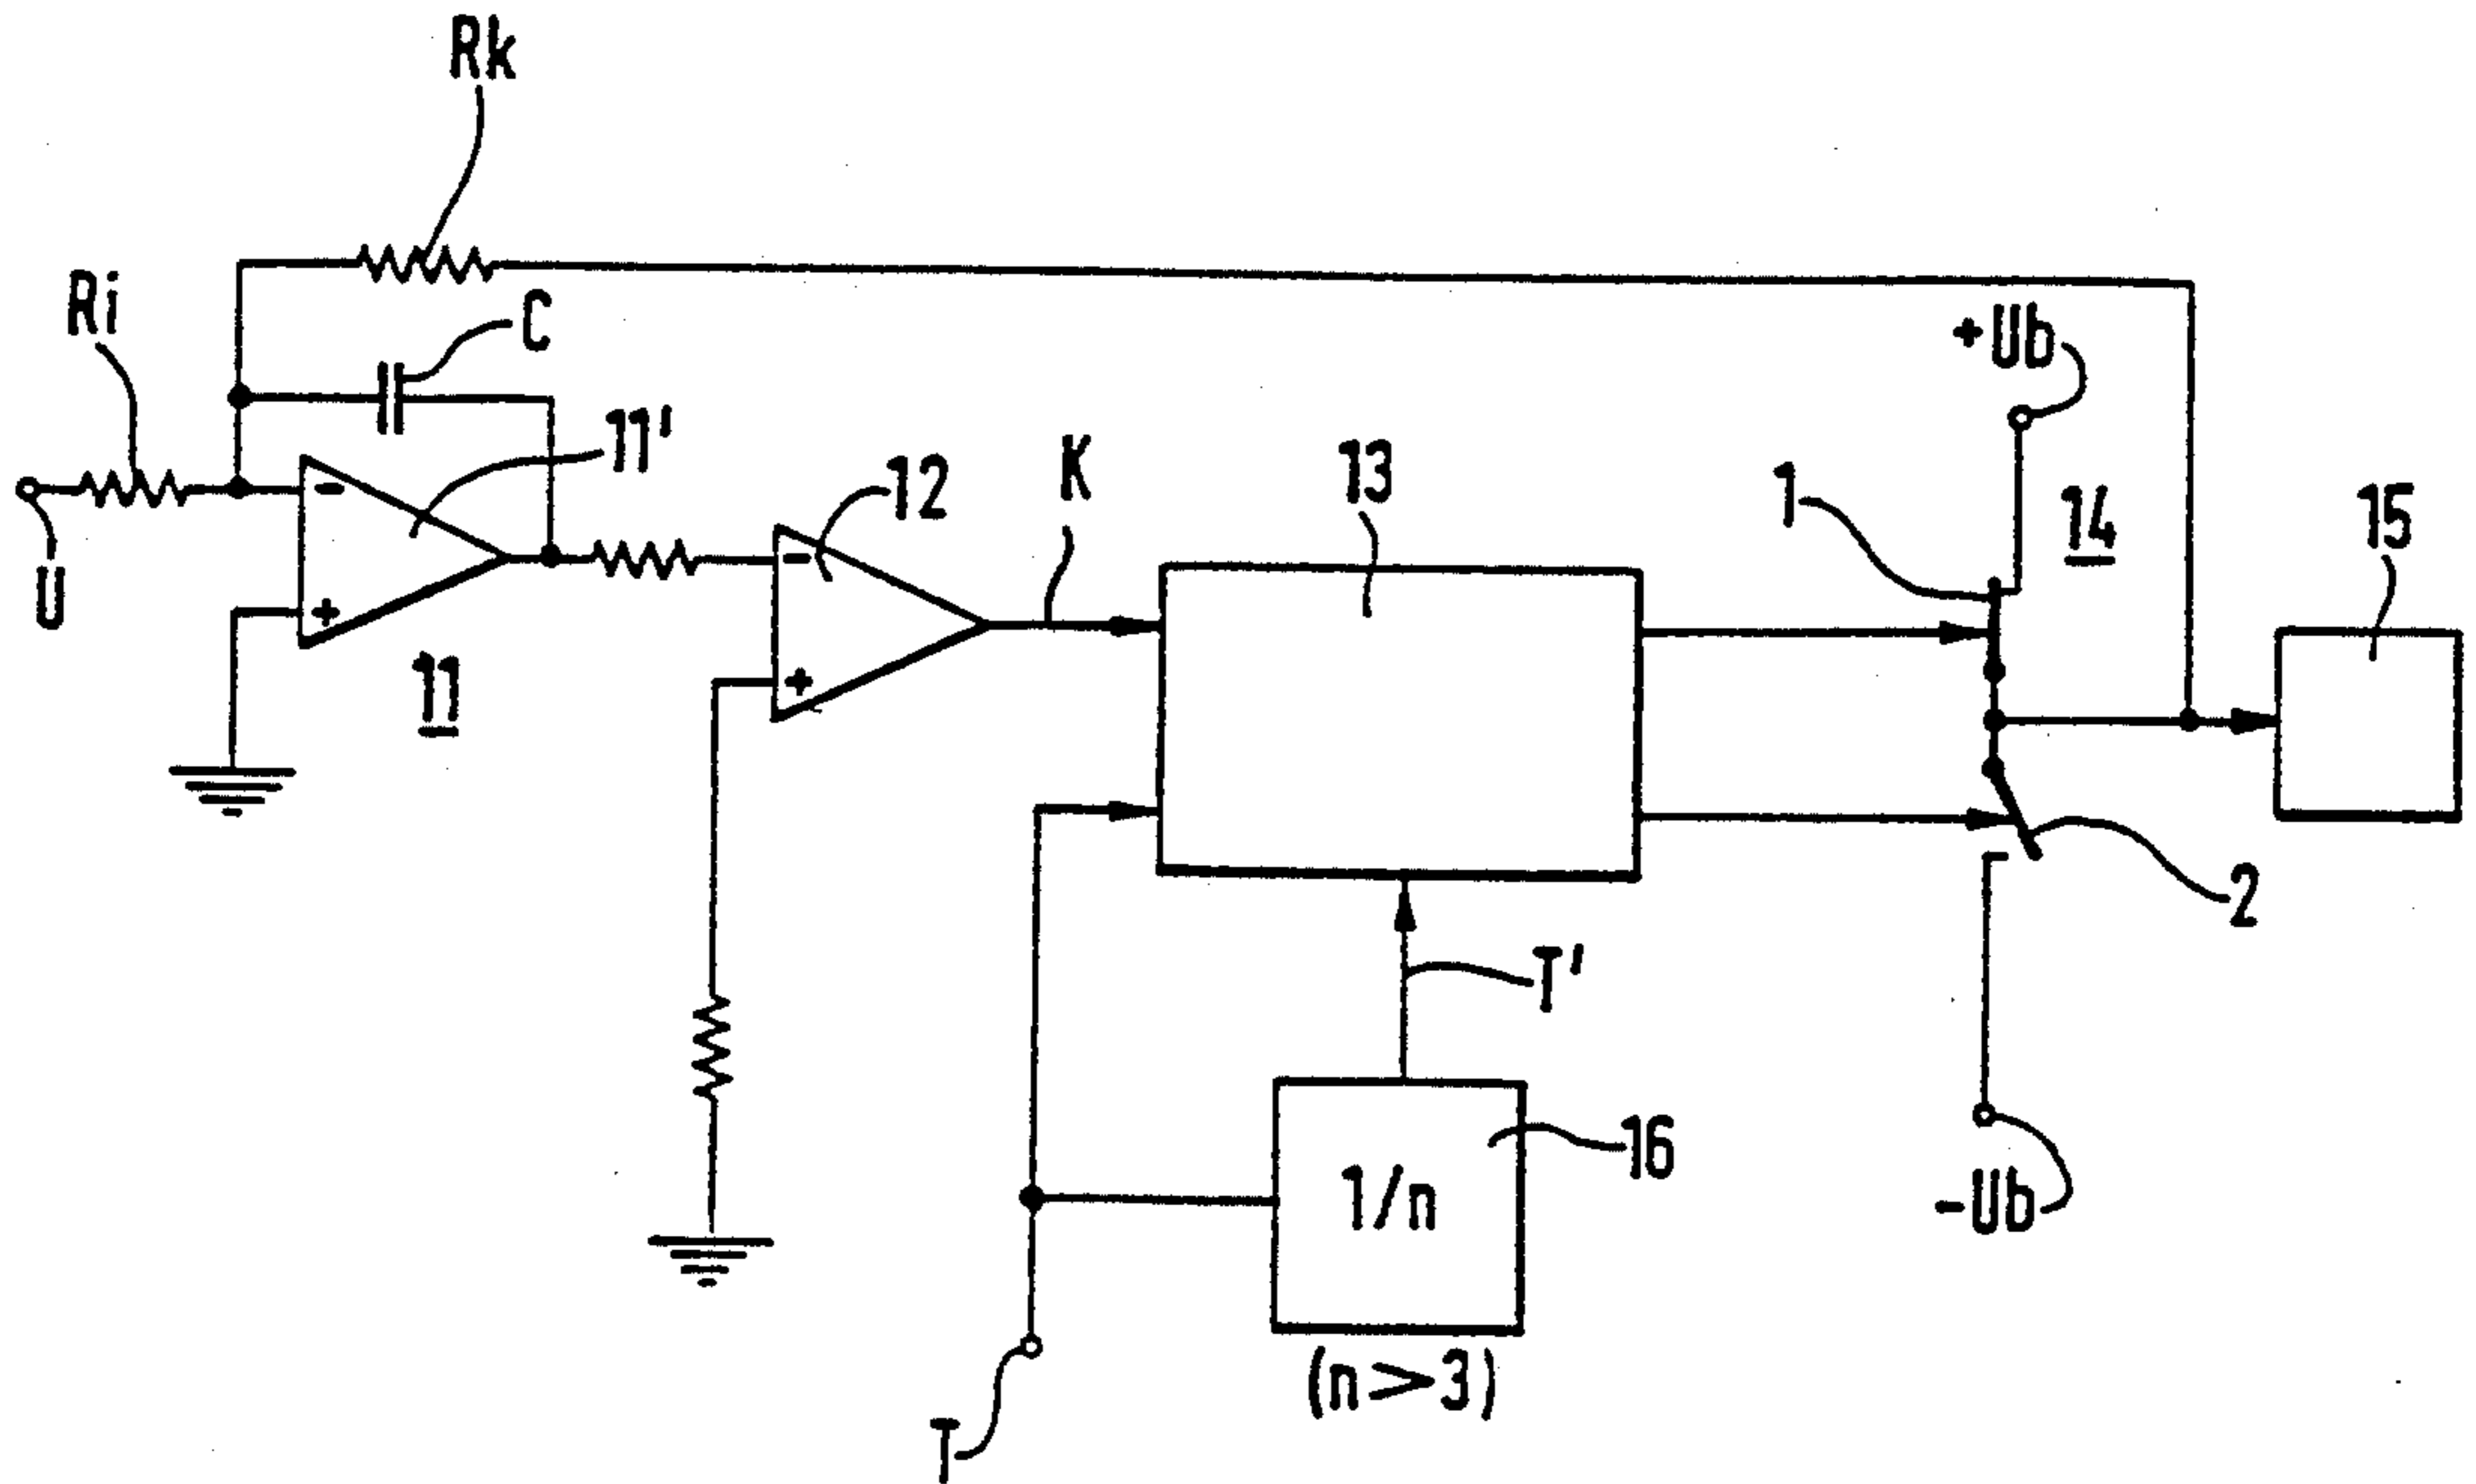 Rk
Ri
C
+Ub
11'
12
K
13
1
14
15
-
-
U
+
11
+
2
T'
16
1/n
-Ub
(n>3)
T